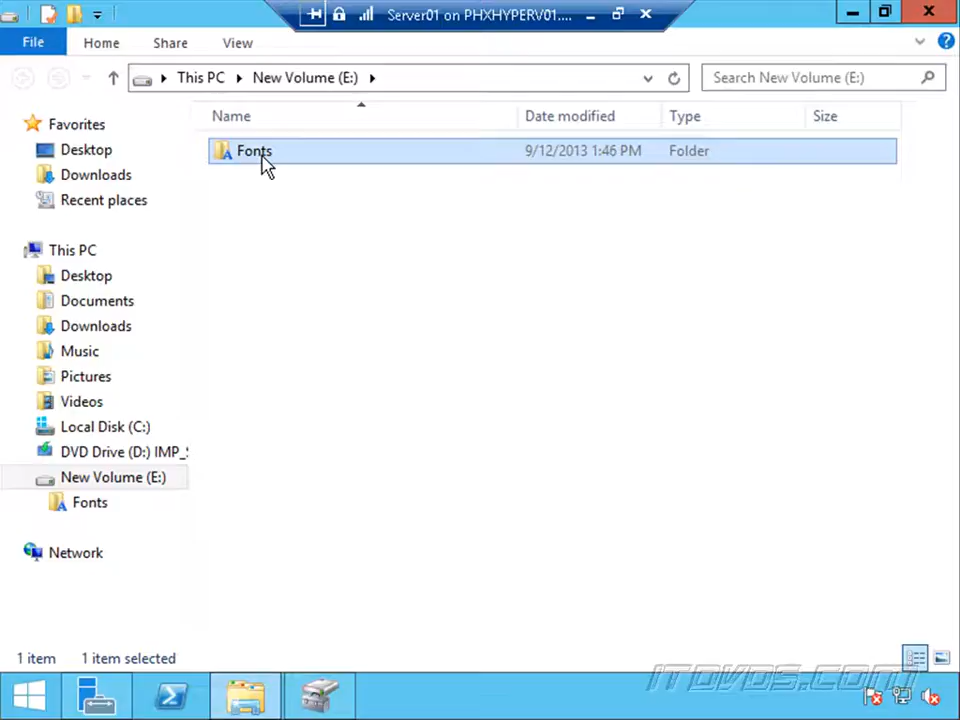 Server01 on PHXHYPERV01....
File Home Share View
This PC New Volume (E:)
Search New Volume (E:)
Name Date modified Type Size
Fonts 9/12/2013 1:46 PM Folder
Favorites
Desktop
Downloads
Recent places
This PC
Desktop
Documents
Downloads
Music
Pictures
Videos
Local Disk (C:)
DVD Drive (D:) IMP_S
New Volume (E:)
Fonts
Network
1 item 1 item selected
ITdvds.com